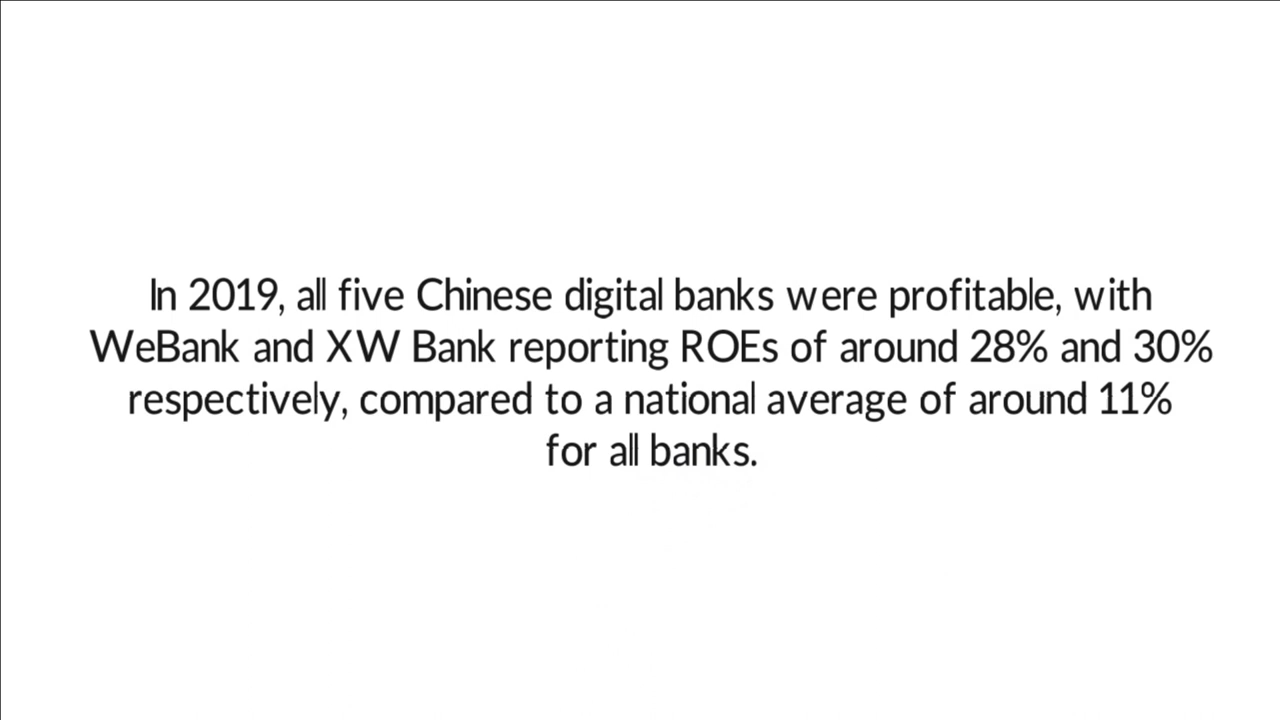 In 2019, all five Chinese digital banks were profitable, with
WeBank and XW Bank reporting ROEs of around 28% and 30%
respectively, compared to a national average of around 11%
for all banks.